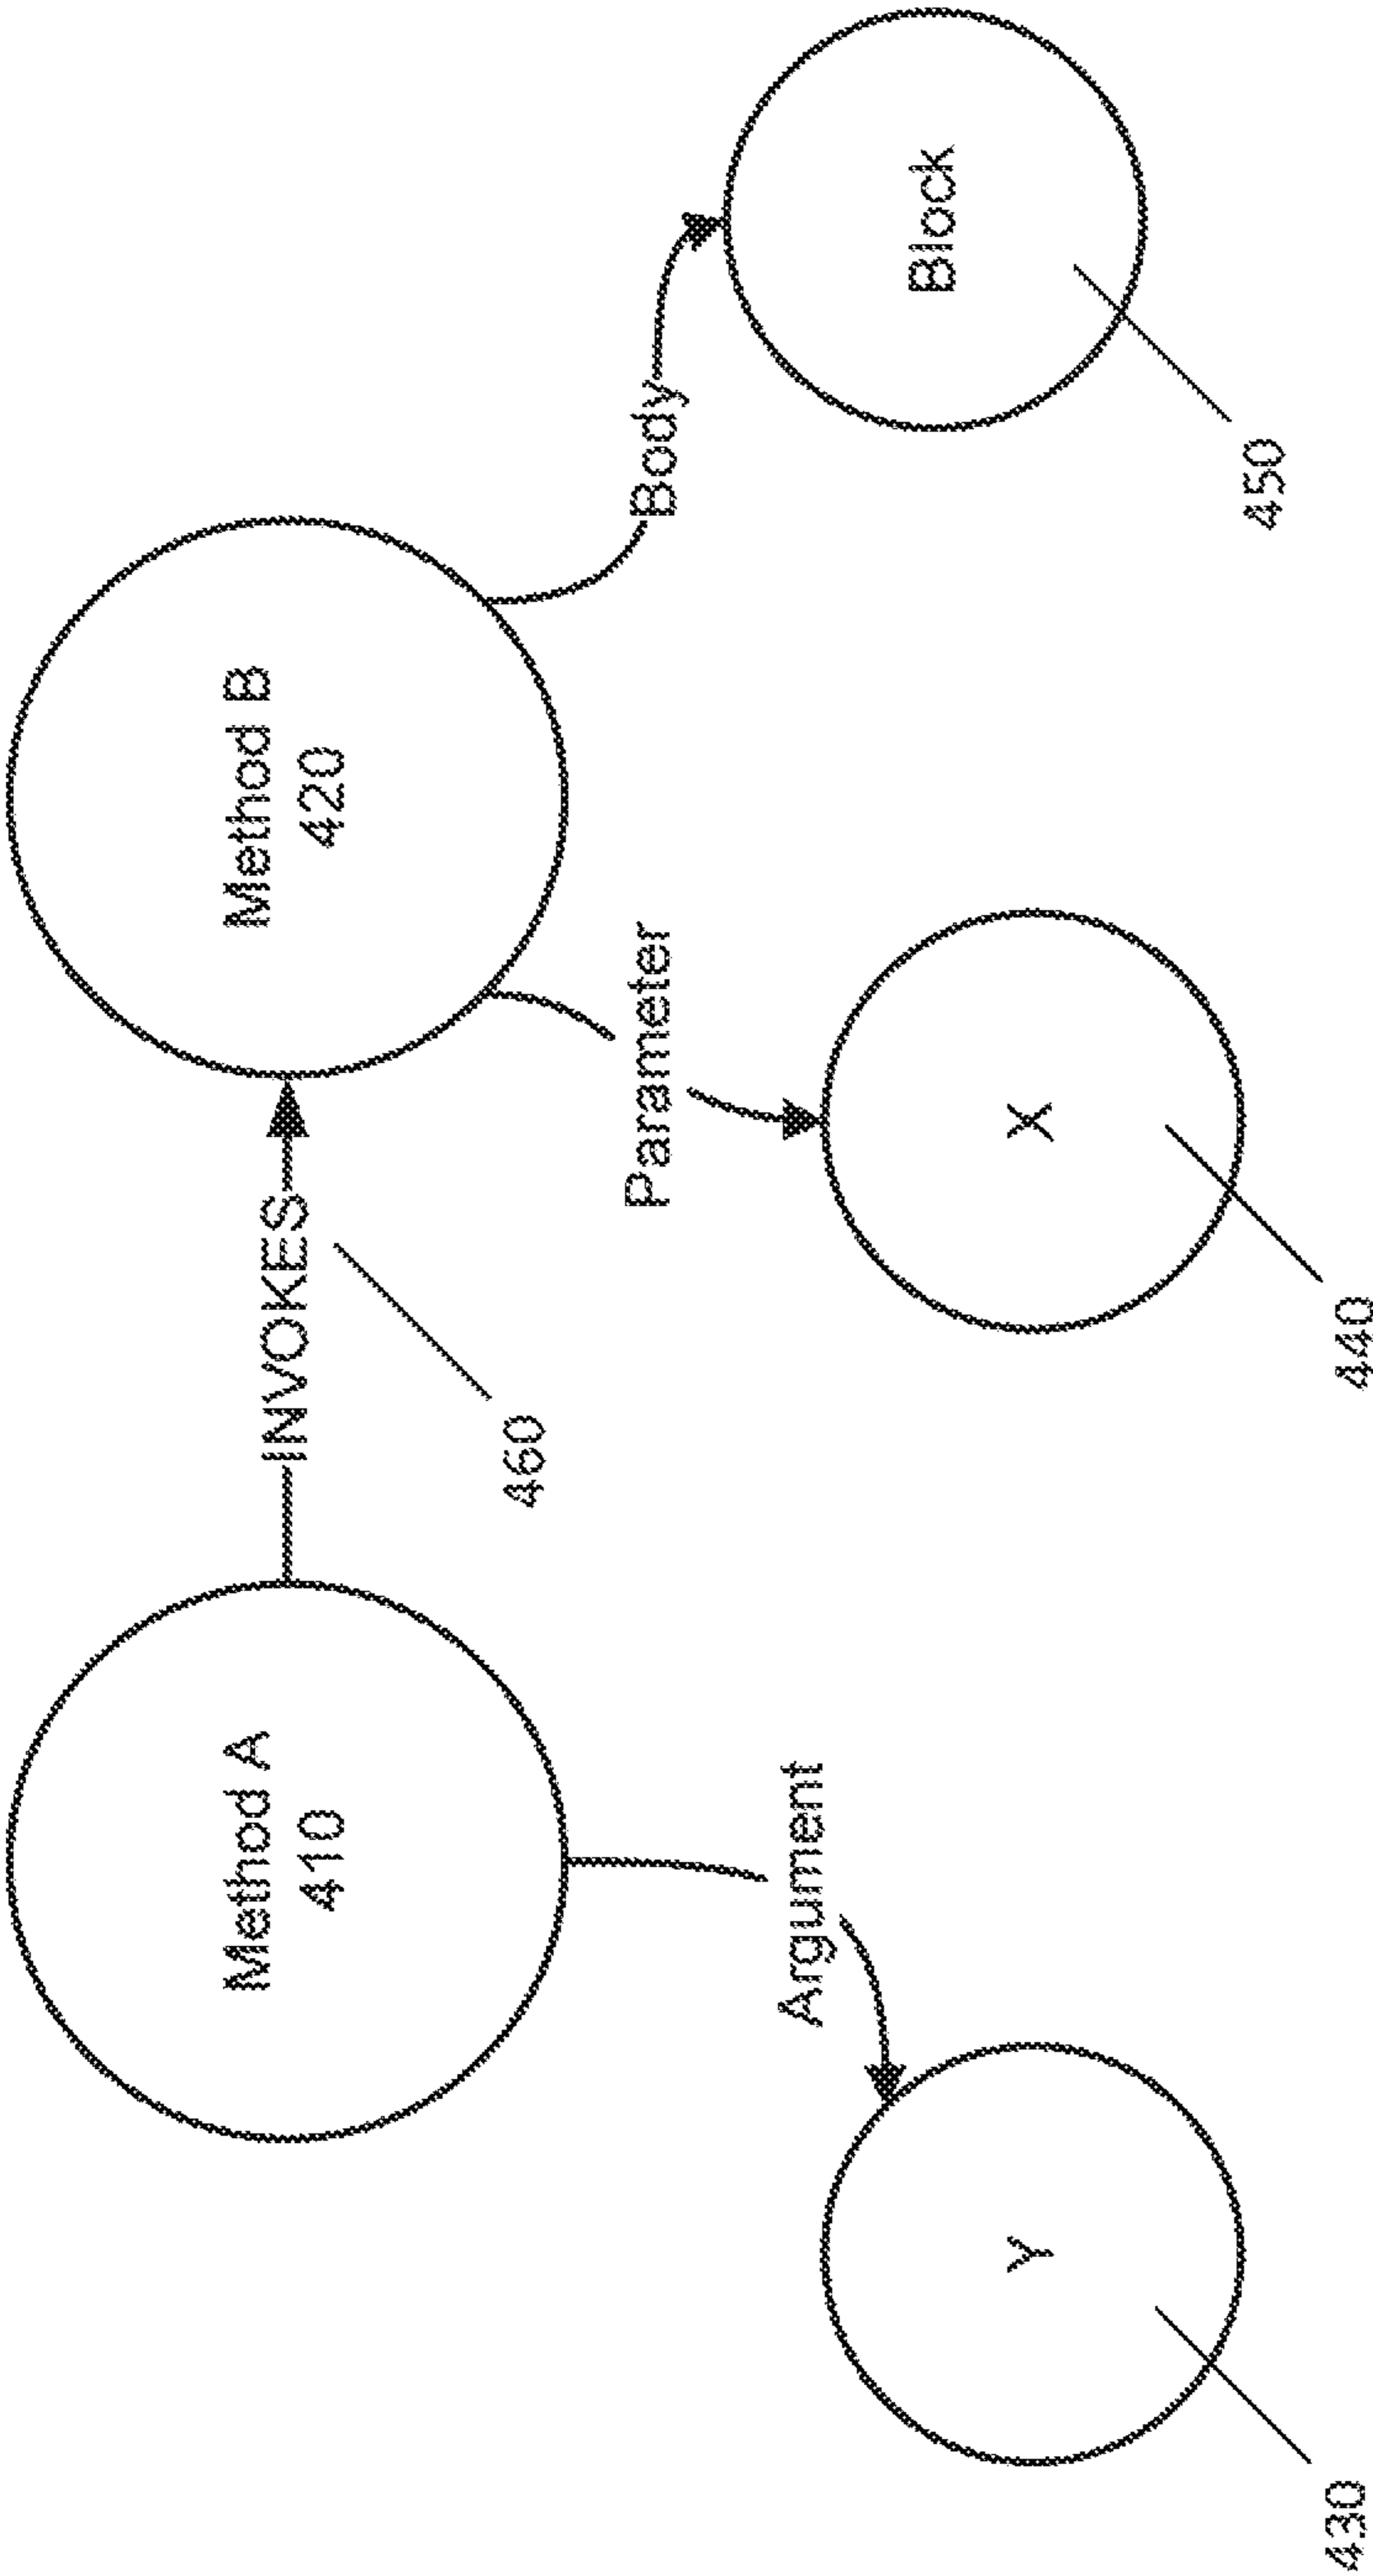 Method A
410
INVOKES
460
Method B
420
Argument
Parameter
Body
Y
430
X
440
Block
450